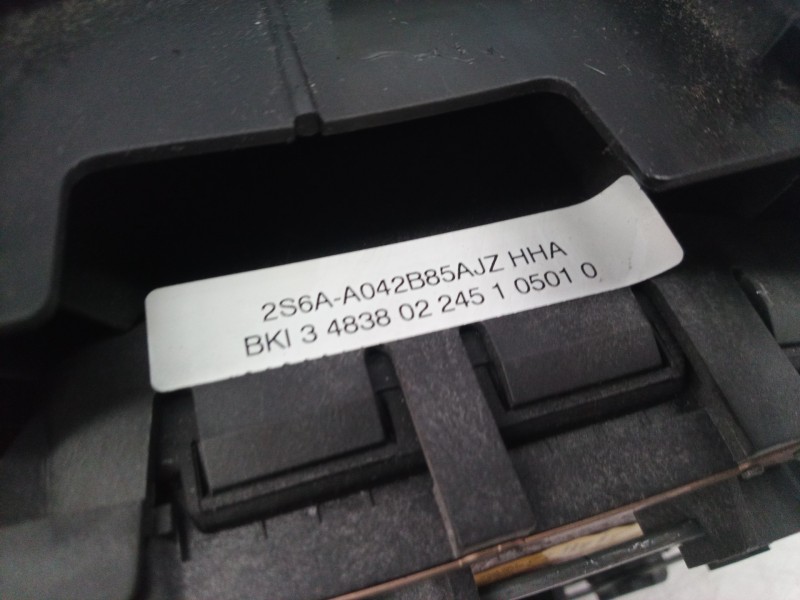 2S6A-A042B85AJZ HHA
BKI 3 4838 02 245 1 0501 0